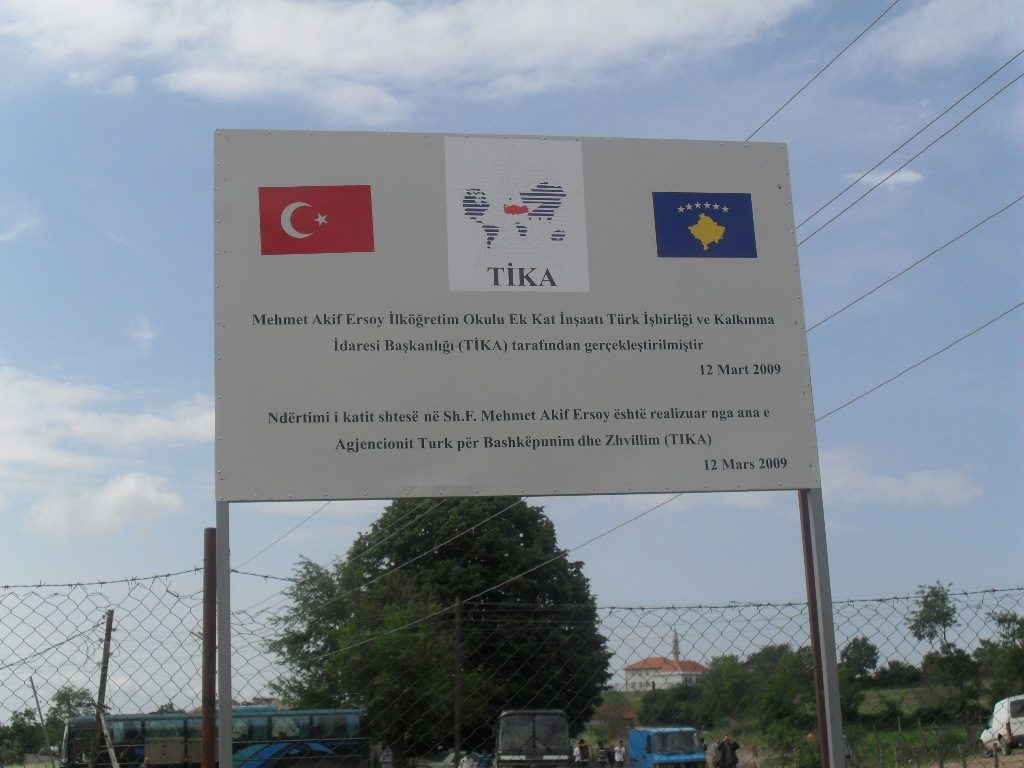 TİKA
Mehmet Akif Ersoy İlköğretim Okulu Ek Kat İnşaatı Türk İşbirliği ve Kalkınma
İdaresi Başkanlığı (TİKA) tarafından gerçekleştirilmiştir
12 Mart 2009
Ndërtimi i katit shtesë në Sh.F. Mehmet Akif Ersoy është realizuar nga ana e
Agjencionit Turk për Bashkëpunim dhe Zhvillim (TIKA)
12 Mars 2009